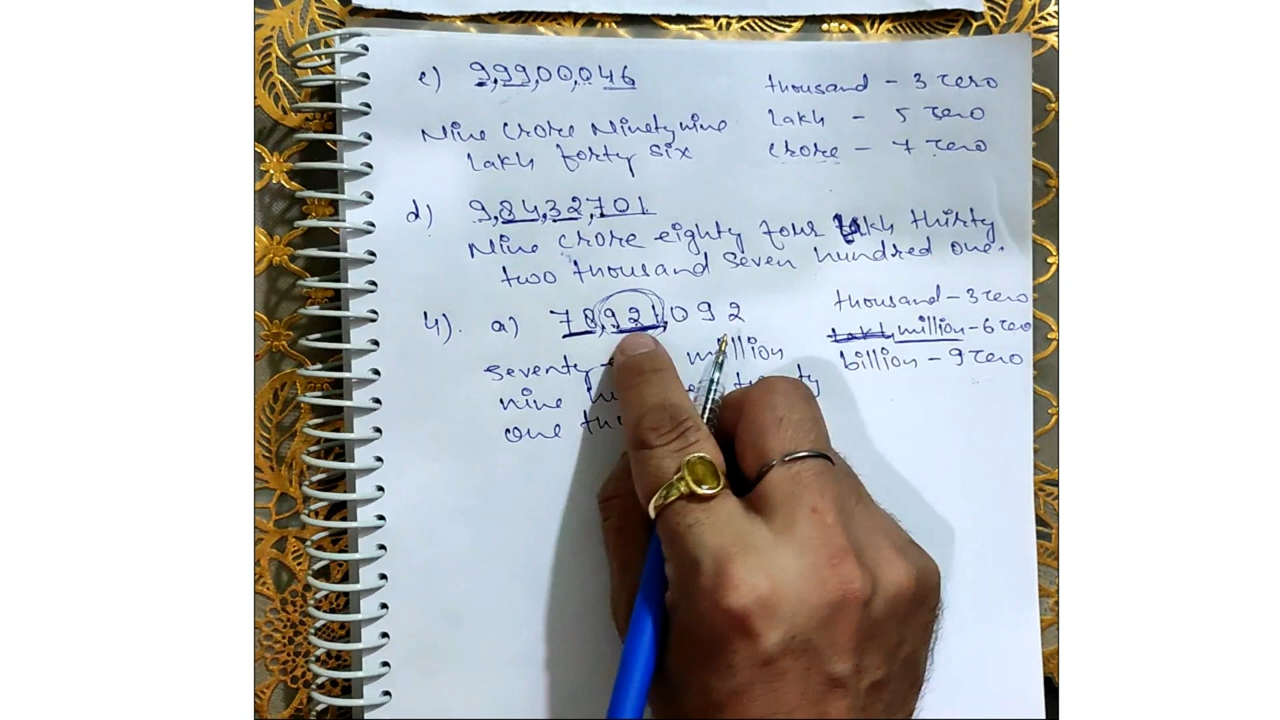 e) 9,99,00,046
thousand - 3 zero
Nine Crore Ninety nine
lakh - 5 zero
lakh forty six
crore - 7 zero
d) 9,84,32,701
Nine crore eighty four lakh thirty
two thousand seven hundred one.
4). a) 78,921,092
thousand - 3 zero
lakh million - 6 zero
seventy million
billion - 9 zero
nine
one